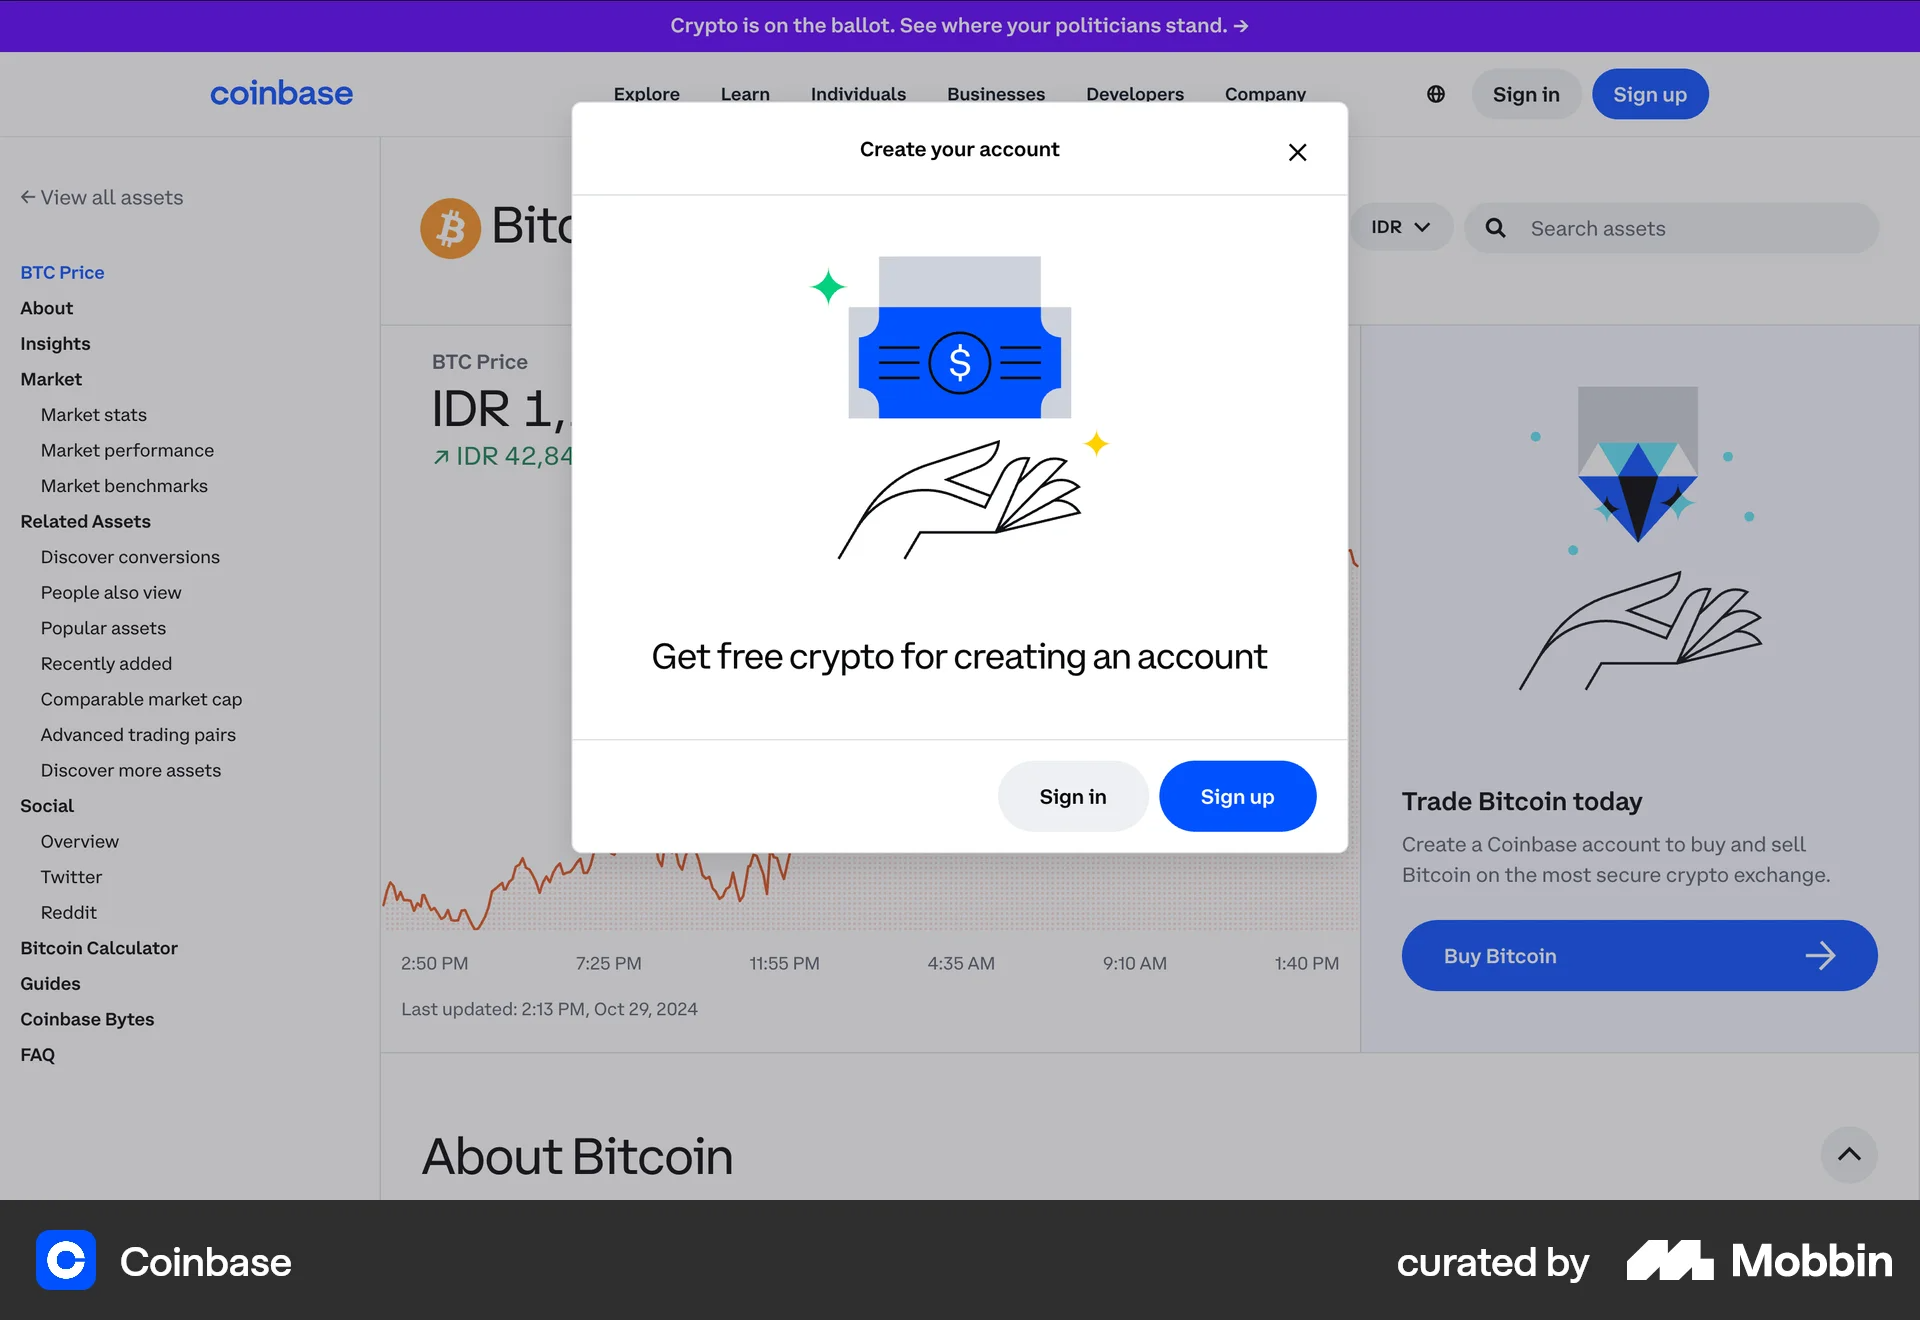 Crypto is on the ballot. See where your politicians stand. →
coinbase
Explore Learn Individuals Businesses Developers Company
Sign in Sign up
Create your account
← View all assets
BTC Price
About
Insights
Market
Market stats
Market performance
Market benchmarks
Related Assets
Discover conversions
People also view
Popular assets
Recently added
Comparable market cap
Advanced trading pairs
Discover more assets
Social
Overview
Twitter
Reddit
Bitcoin Calculator
Guides
Coinbase Bytes
FAQ
IDR
Search assets
BTC Price
IDR 1,
↗ IDR 42,84
$
Get free crypto for creating an account
Sign in Sign up
2:50 PM 7:25 PM 11:55 PM 4:35 AM 9:10 AM 1:40 PM
Last updated: 2:13 PM, Oct 29, 2024
Trade Bitcoin today
Create a Coinbase account to buy and sell
Bitcoin on the most secure crypto exchange.
Buy Bitcoin
About Bitcoin
Coinbase
curated by Mobbin